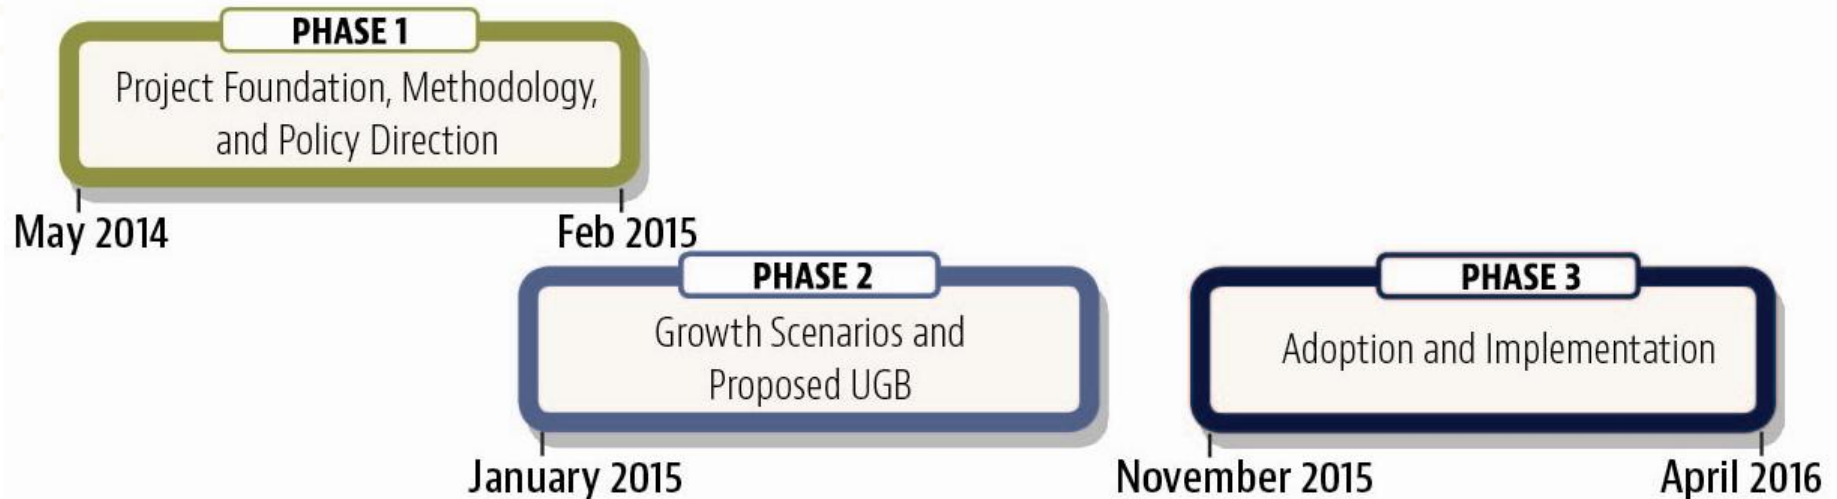 PHASE 1
Project Foundation, Methodology,
and Policy Direction
May 2014
Feb 2015
PHASE 2
Growth Scenarios and
Proposed UGB
January 2015
PHASE 3
Adoption and Implementation
November 2015
April 2016